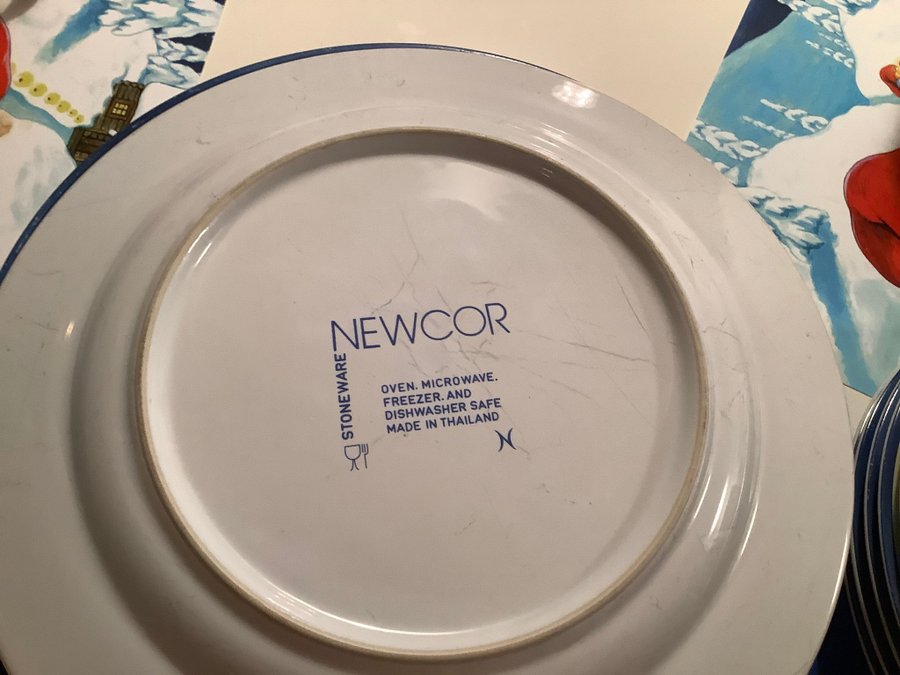 NEWCOR
STONEWARE
OVEN. MICROWAVE.
FREEZER. AND
DISHWASHER SAFE
MADE IN THAILAND
N